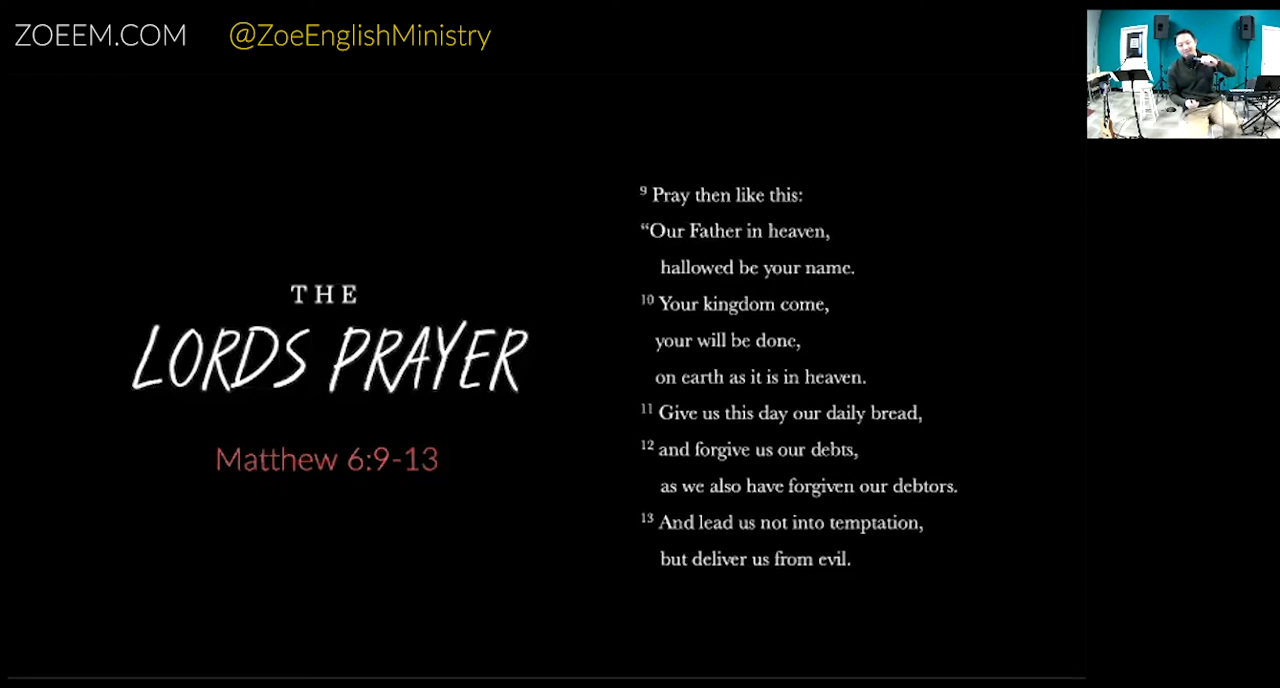 ZOEEM.COM @ZoeEnglishMinistry
THE
LORDS PRAYER
Matthew 6:9-13
9 Pray then like this:
“Our Father in heaven,
hallowed be your name.
10 Your kingdom come,
your will be done,
on earth as it is in heaven.
11 Give us this day our daily bread,
12 and forgive us our debts,
as we also have forgiven our debtors.
13 And lead us not into temptation,
but deliver us from evil.